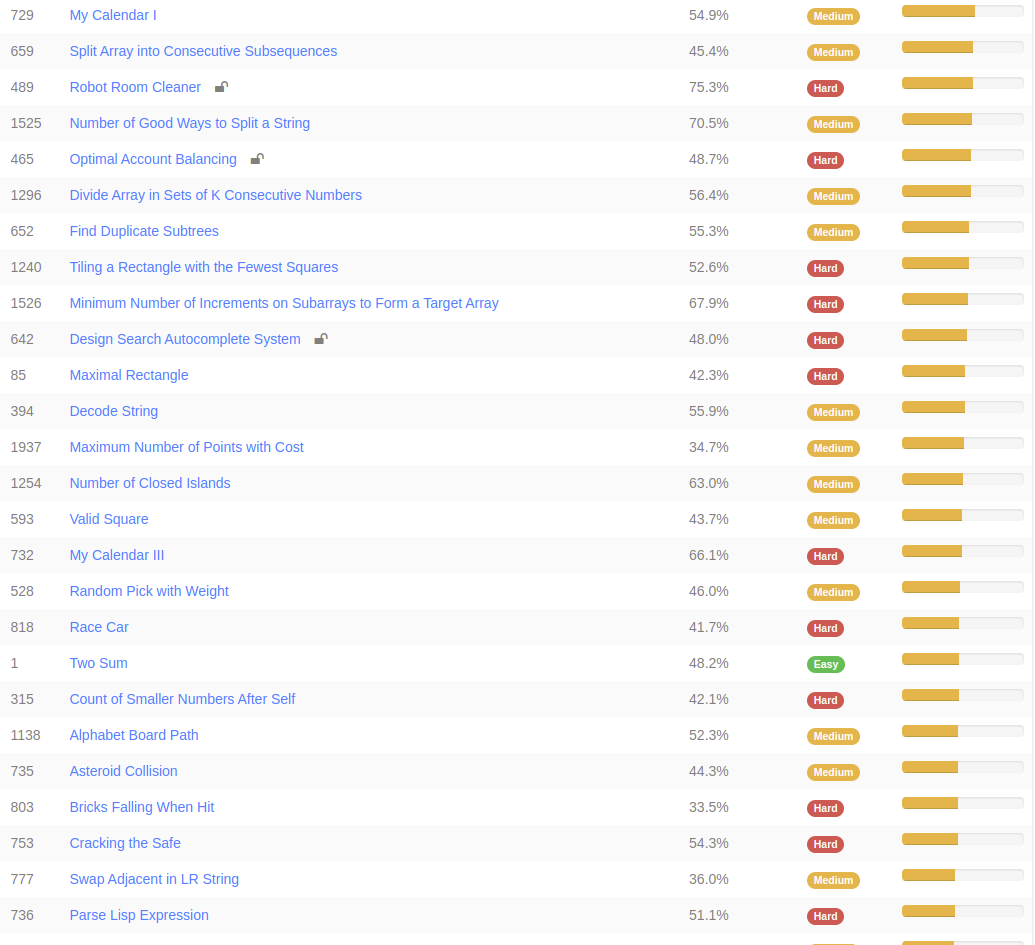 729 My Calendar I 54.9% Medium
659 Split Array into Consecutive Subsequences 45.4% Medium
489 Robot Room Cleaner 75.3% Hard
1525 Number of Good Ways to Split a String 70.5% Medium
465 Optimal Account Balancing 48.7% Hard
1296 Divide Array in Sets of K Consecutive Numbers 56.4% Medium
652 Find Duplicate Subtrees 55.3% Medium
1240 Tiling a Rectangle with the Fewest Squares 52.6% Hard
1526 Minimum Number of Increments on Subarrays to Form a Target Array 67.9% Hard
642 Design Search Autocomplete System 48.0% Hard
85 Maximal Rectangle 42.3% Hard
394 Decode String 55.9% Medium
1937 Maximum Number of Points with Cost 34.7% Medium
1254 Number of Closed Islands 63.0% Medium
593 Valid Square 43.7% Medium
732 My Calendar III 66.1% Hard
528 Random Pick with Weight 46.0% Medium
818 Race Car 41.7% Hard
1 Two Sum 48.2% Easy
315 Count of Smaller Numbers After Self 42.1% Hard
1138 Alphabet Board Path 52.3% Medium
735 Asteroid Collision 44.3% Medium
803 Bricks Falling When Hit 33.5% Hard
753 Cracking the Safe 54.3% Hard
777 Swap Adjacent in LR String 36.0% Medium
736 Parse Lisp Expression 51.1% Hard